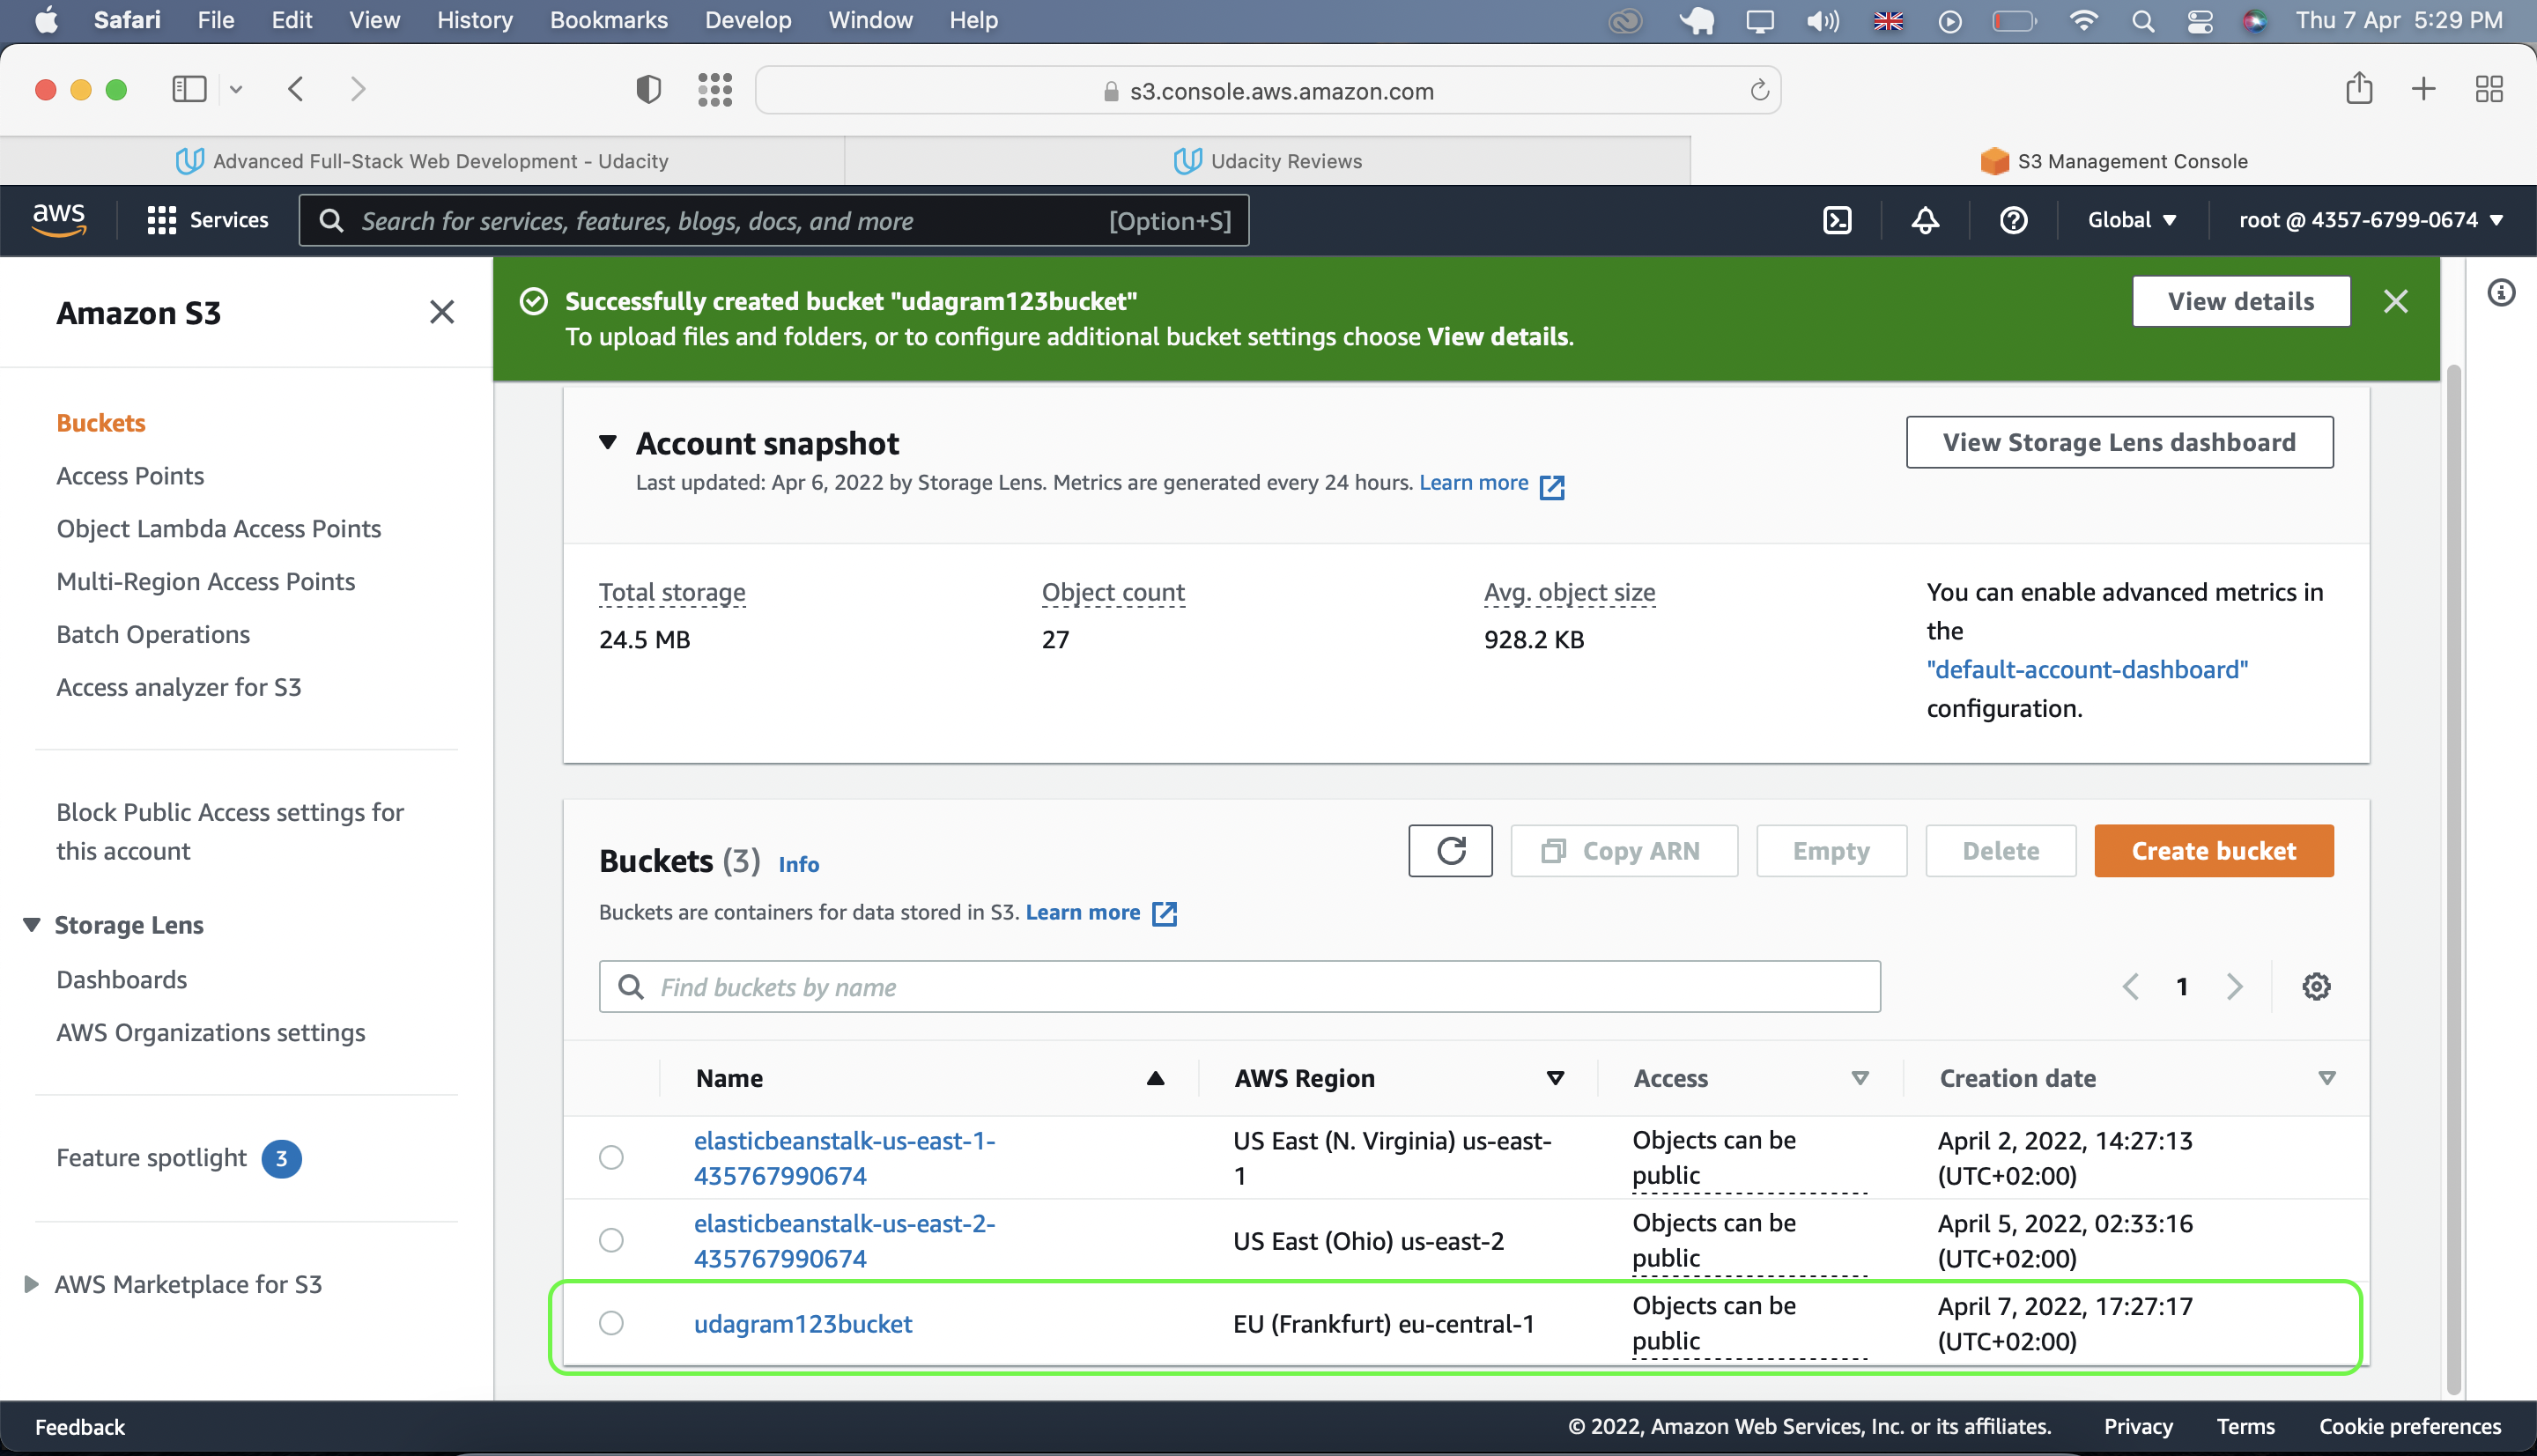 Safari File Edit View History Bookmarks Develop Window Help Thu 7 Apr 5:29 PM
s3.console.aws.amazon.com
Advanced Full-Stack Web Development - Udacity
Udacity Reviews
S3 Management Console
aws Services Search for services, features, blogs, docs, and more [Option+S] Global root @ 4357-6799-0674
Amazon S3
Buckets
Access Points
Object Lambda Access Points
Multi-Region Access Points
Batch Operations
Access analyzer for S3
Block Public Access settings for
this account
Storage Lens
Dashboards
AWS Organizations settings
Feature spotlight 3
AWS Marketplace for S3
Successfully created bucket "udagram123bucket"
To upload files and folders, or to configure additional bucket settings choose View details.
View details
Account snapshot
Last updated: Apr 6, 2022 by Storage Lens. Metrics are generated every 24 hours. Learn more
View Storage Lens dashboard
Total storage
24.5 MB
Object count
27
Avg. object size
928.2 KB
You can enable advanced metrics in
the
"default-account-dashboard"
configuration.
Buckets (3) Info
Copy ARN Empty Delete Create bucket
Buckets are containers for data stored in S3. Learn more
Find buckets by name
1
Name AWS Region Access Creation date
elasticbeanstalk-us-east-1-
435767990674
US East (N. Virginia) us-east-
1
Objects can be
public
April 2, 2022, 14:27:13
(UTC+02:00)
elasticbeanstalk-us-east-2-
435767990674
US East (Ohio) us-east-2
Objects can be
public
April 5, 2022, 02:33:16
(UTC+02:00)
udagram123bucket
EU (Frankfurt) eu-central-1
Objects can be
public
April 7, 2022, 17:27:17
(UTC+02:00)
Feedback © 2022, Amazon Web Services, Inc. or its affiliates. Privacy Terms Cookie preferences